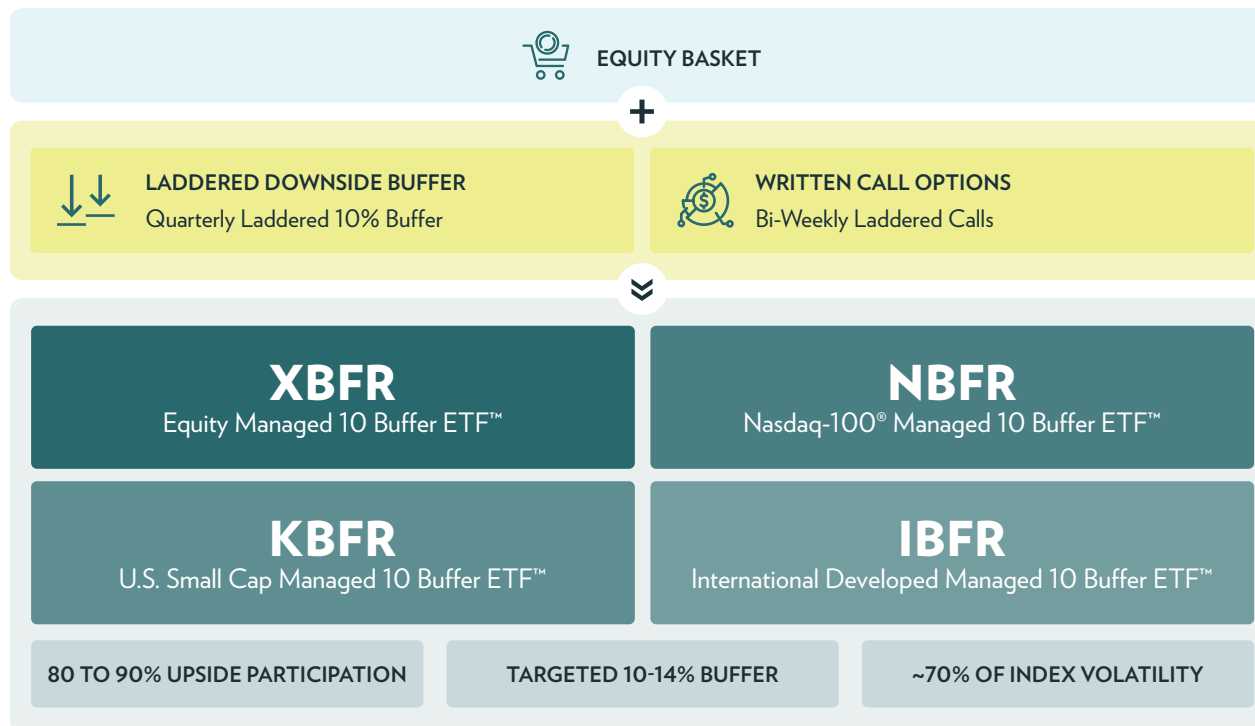 EQUITY BASKET
+
LADDERED DOWNSIDE BUFFER
Quarterly Laddered 10% Buffer
WRITTEN CALL OPTIONS
Bi-Weekly Laddered Calls
XBFR
Equity Managed 10 Buffer ETF™
NBFR
Nasdaq-100® Managed 10 Buffer ETF™
KBFR
U.S. Small Cap Managed 10 Buffer ETF™
IBFR
International Developed Managed 10 Buffer ETF™
80 TO 90% UPSIDE PARTICIPATION
TARGETED 10-14% BUFFER
~70% OF INDEX VOLATILITY